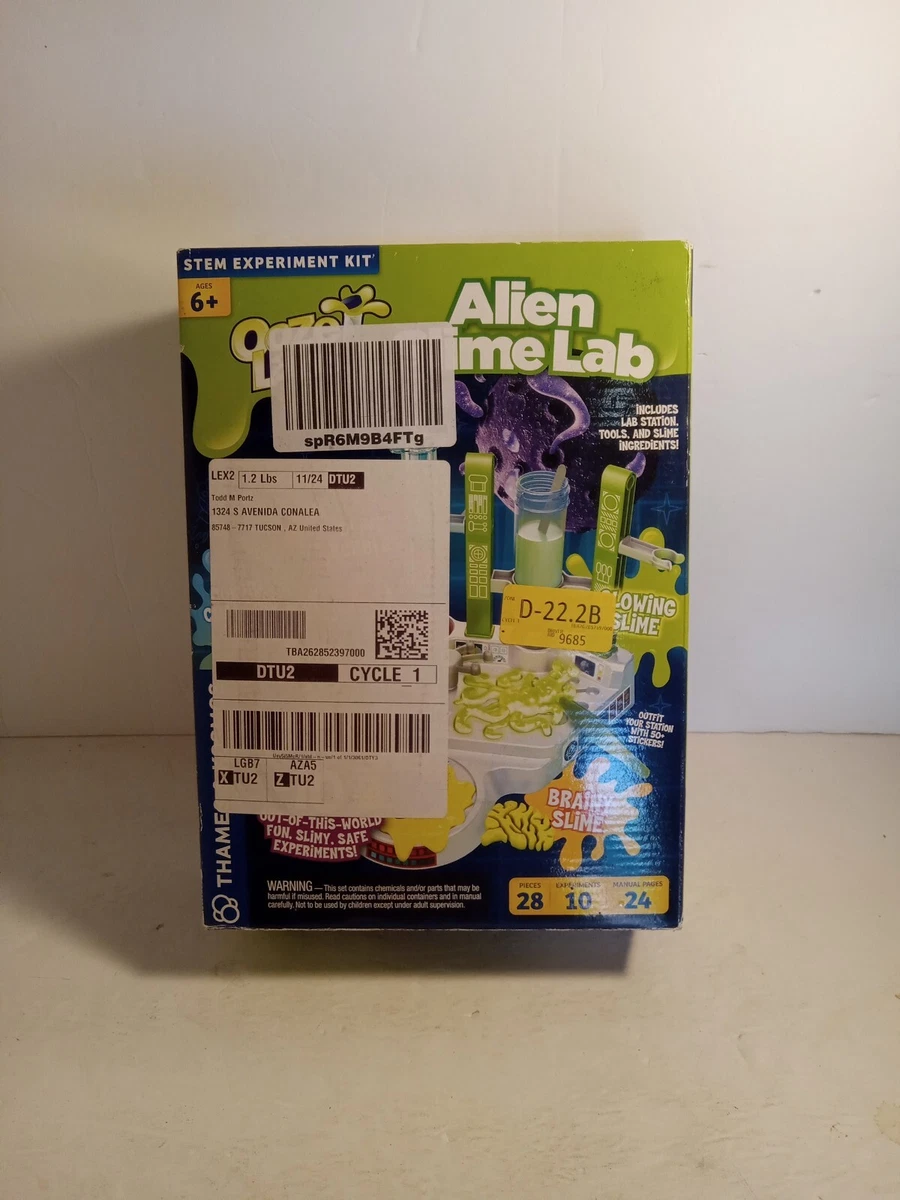 STEM EXPERIMENT KIT
AGES
6+
Ooze
Alien
ime Lab
INCLUDES
LAB STATION,
TOOLS, AND SLIME
INGREDIENTS!
spR6M9B4FTg
LEX2 1.2 Lbs 11/24 DTU2
Todd M Portz
1324 S AVENIDA CONALEA
85748-7717 TUCSON , AZ United States
D-22.2B
9685
LOWING
SLIME
TBA262852397000
DTU2 CYCLE 1
OUTFIT
YOUR STATION
WITH 50+
STICKERS!
LGB7 AZA5
X TU2 Z TU2
BRAINY
SLIME!
OUT-OF-THIS-WORLD
FUN, SLIMY, SAFE
EXPERIMENTS!
THAME
WARNING — This set contains chemicals and/or parts that may be
harmful if misused. Read cautions on individual containers and in manual
carefully. Not to be used by children except under adult supervision.
PIECES EXPERIMENTS MANUAL PAGES
28 10 24